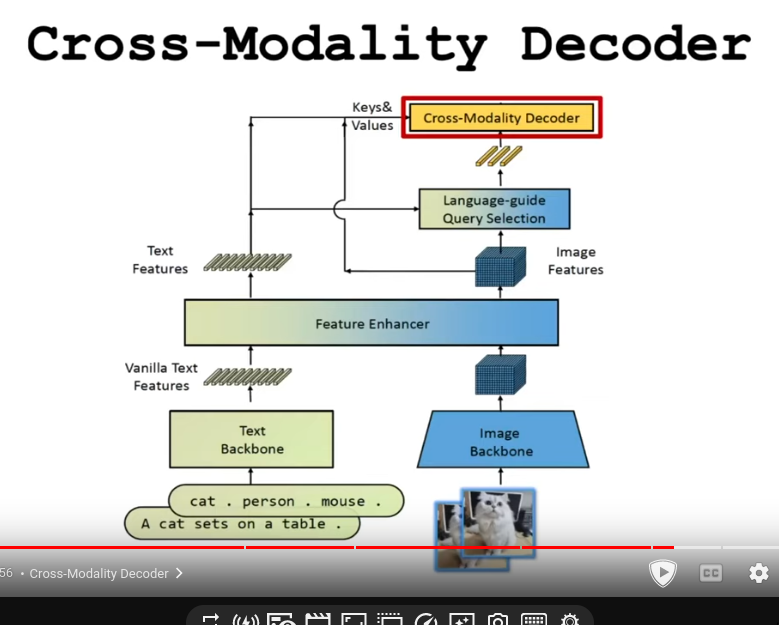 Cross-Modality Decoder
Keys&
Values
Cross-Modality Decoder
Language-guide
Query Selection
Text
Features
Image
Features
Feature Enhancer
Vanilla Text
Features
Text
Backbone
Image
Backbone
cat . person . mouse .
A cat sets on a table .
56 • Cross-Modality Decoder
CC